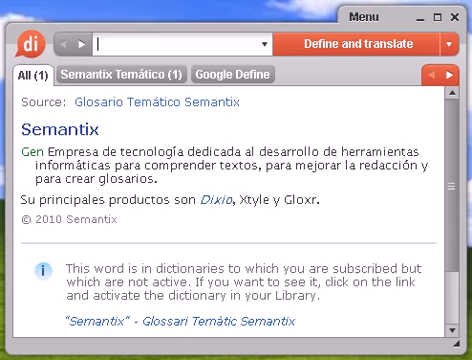 Menu
di
Define and translate
All (1) Semantix Temático (1) Google Define
Source: Glosario Temático Semantix
Semantix
Gen Empresa de tecnología dedicada al desarrollo de herramientas
informáticas para comprender textos, para mejorar la redacción y
para crear glosarios.
Su principales productos son Dixio, Xtyle y Gloxr.
© 2010 Semantix
i
This word is in dictionaries to which you are subscribed but
which are not active. If you want to see it, click on the link
and activate the dictionary in your Library.
"Semantix" - Glossari Temàtic Semantix